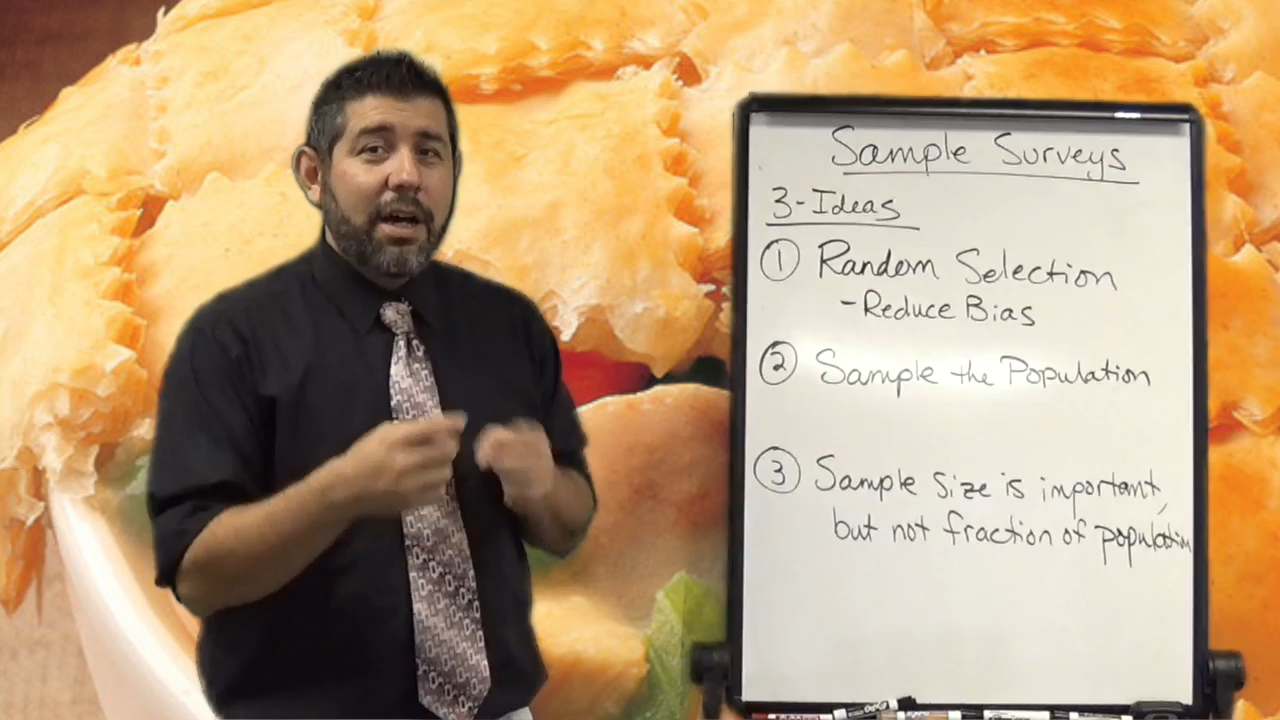 Sample Surveys
3-Ideas
① Random Selection
-Reduce Bias
② Sample the Population
③ Sample size is important,
but not fraction of population